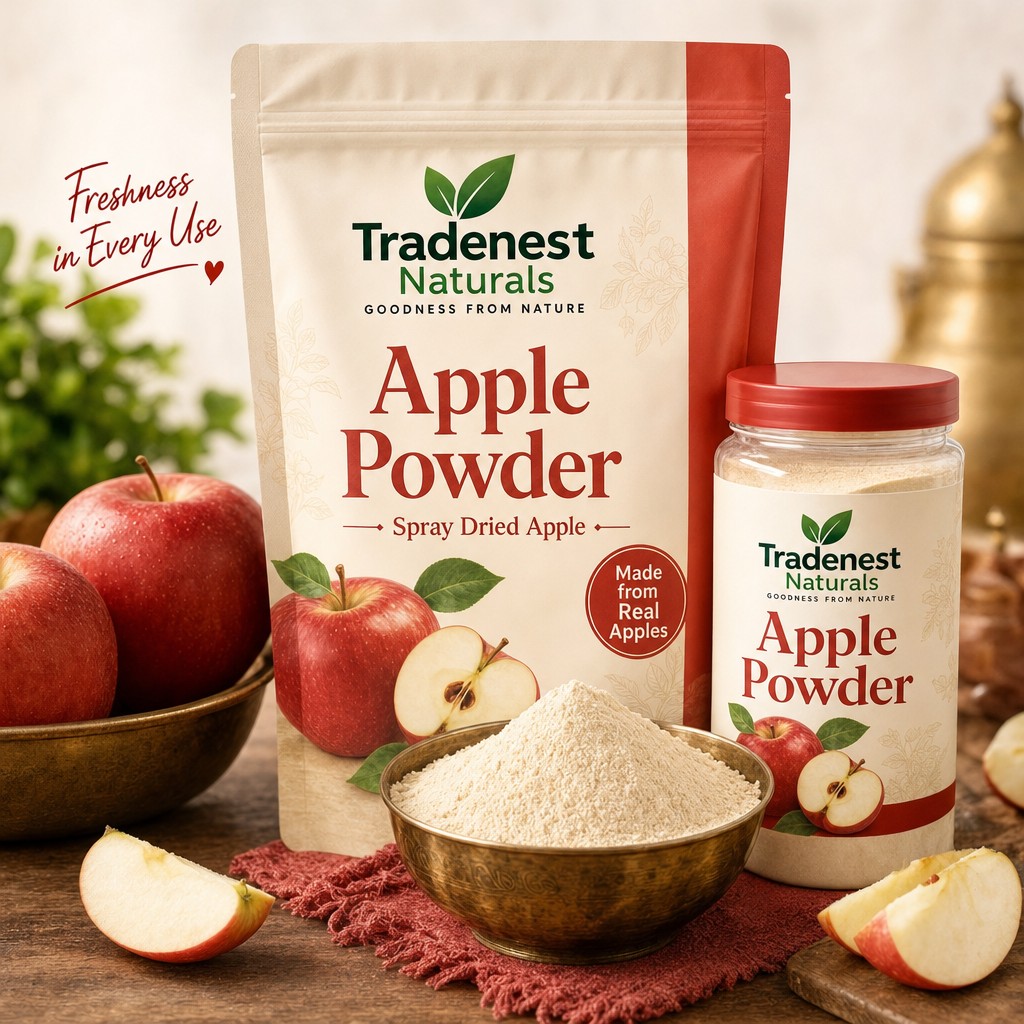 Freshness
in Every Use
Tradenest
Naturals
GOODNESS FROM NATURE
Apple
Powder
Spray Dried Apple
Made
from
Real
Apples
Tradenest
Naturals
GOODNESS FROM NATURE
Apple
Powder